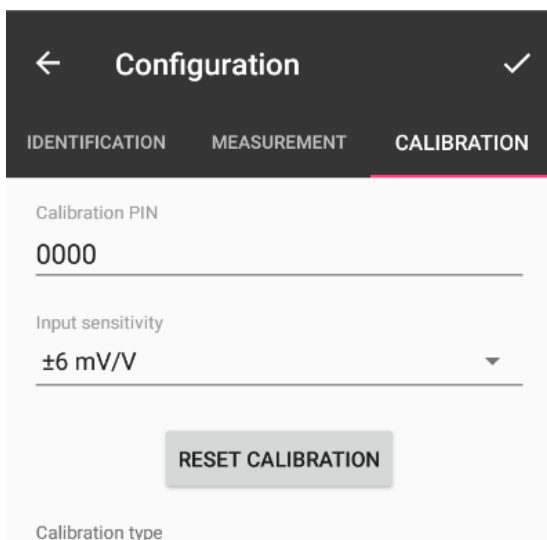 Configuration
IDENTIFICATION MEASUREMENT CALIBRATION
Calibration PIN
0000
Input sensitivity
±6 mV/V
RESET CALIBRATION
Calibration type